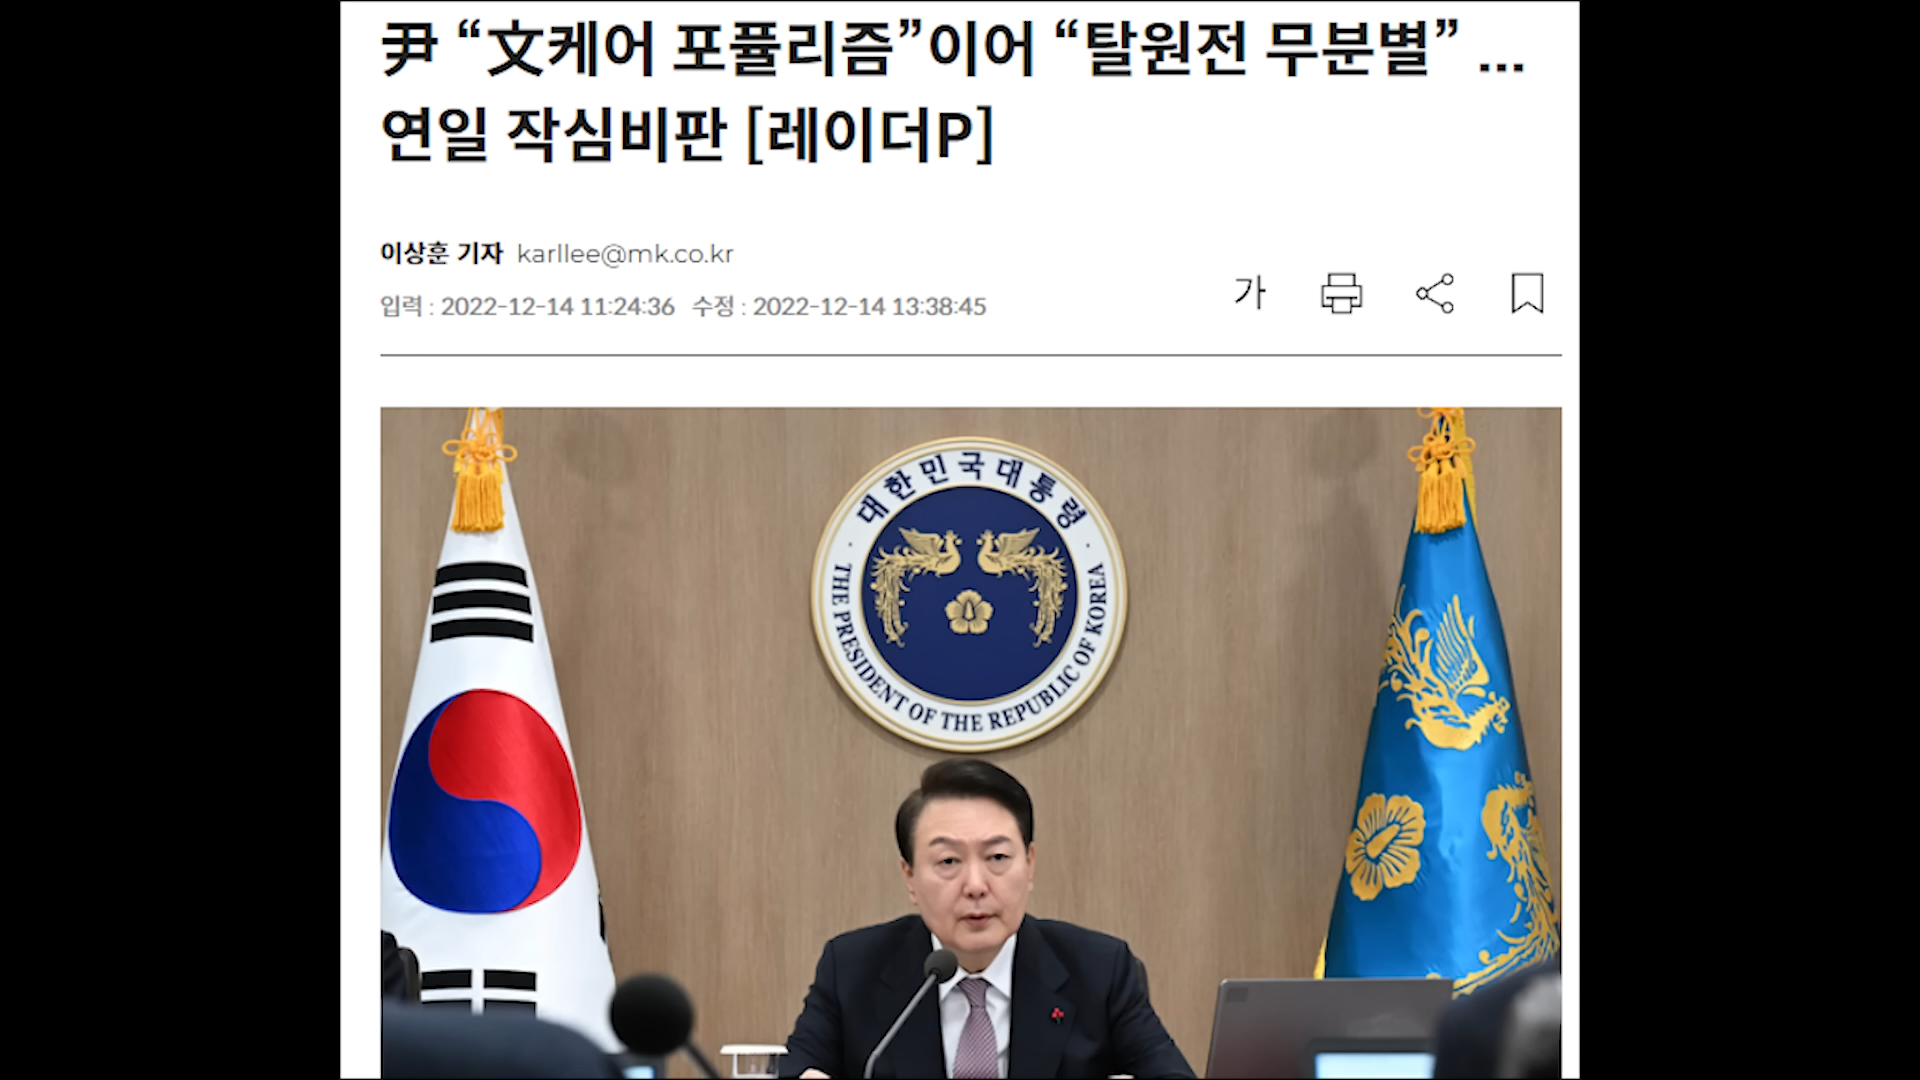 尹 “文케어 포퓰리즘”이어 “탈원전 무분별” ...
연일 작심비판 [레이더P]
이상훈 기자 karllee@mk.co.kr
입력 : 2022-12-14 11:24:36 수정 : 2022-12-14 13:38:45
가
대한민국대통령
THE PRESIDENT OF THE REPUBLIC OF KOREA